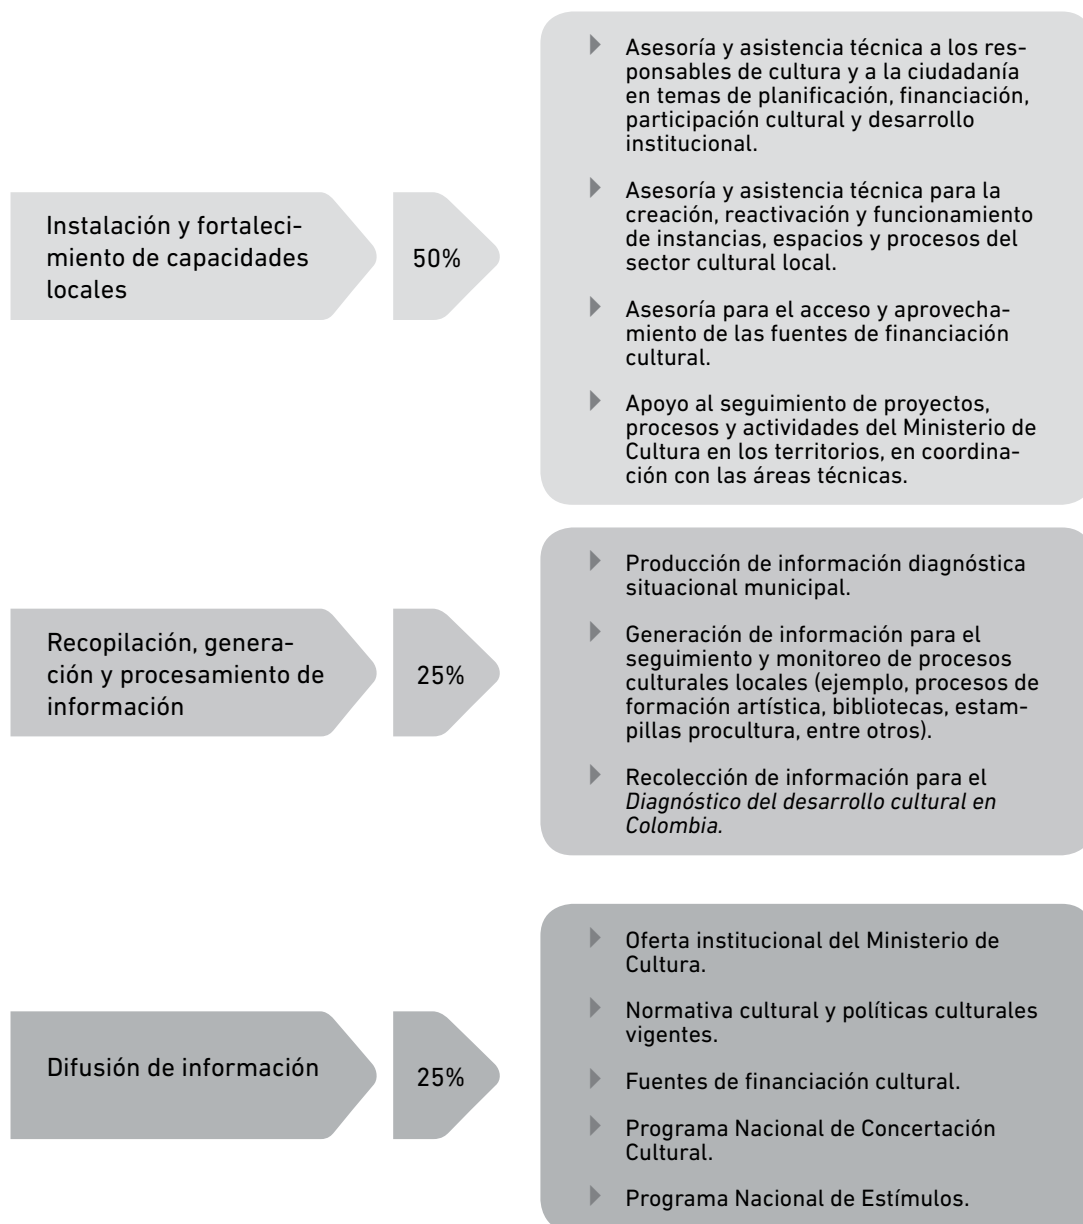 Instalación y fortaleci-
miento de capacidades
locales
50%
Asesoría y asistencia técnica a los res-
ponsables de cultura y a la ciudadanía
en temas de planificación, financiación,
participación cultural y desarrollo
institucional.
Asesoría y asistencia técnica para la
creación, reactivación y funcionamiento
de instancias, espacios y procesos del
sector cultural local.
Asesoría para el acceso y aprovecha-
miento de las fuentes de financiación
cultural.
Apoyo al seguimiento de proyectos,
procesos y actividades del Ministerio de
Cultura en los territorios, en coordina-
ción con las áreas técnicas.
Recopilación, genera-
ción y procesamiento de
información
25%
Producción de información diagnóstica
situacional municipal.
Generación de información para el
seguimiento y monitoreo de procesos
culturales locales (ejemplo, procesos de
formación artística, bibliotecas, estam-
pillas procultura, entre otros).
Recolección de información para el
Diagnóstico del desarrollo cultural en
Colombia.
Difusión de información
25%
Oferta institucional del Ministerio de
Cultura.
Normativa cultural y políticas culturales
vigentes.
Fuentes de financiación cultural.
Programa Nacional de Concertación
Cultural.
Programa Nacional de Estímulos.